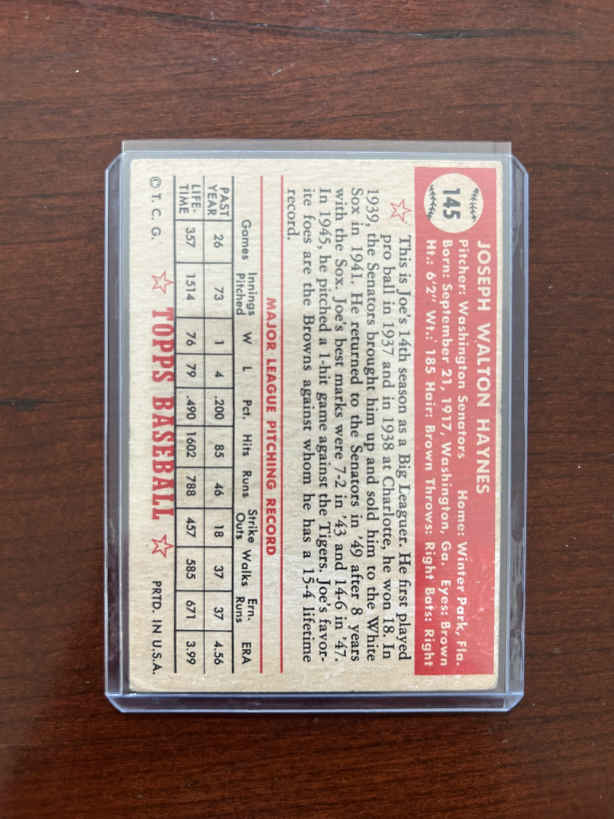 145
JOSEPH WALTON HAYNES
Pitcher: Washington Senators Home: Winter Park, Fla.
Born: September 21, 1917, Washington, Ga. Eyes: Brown
Ht.: 6'2" Wt.: 185 Hair: Brown Throws: Right Bats: Right
This is Joe's 14th season as a Big Leaguer. He first played
pro ball in 1937 and in 1938 at Charlotte, he won 18. In
1939, the Senators brought him up and sold him to the White
Sox in 1941. He returned to the Senators in '49 after 8 years
with the Sox. Joe's best marks were 7-2 in '43 and 14-6 in '47.
In 1945, he pitched a 1-hit game against the Tigers. Joe's favor-
ite foes are the Browns against whom he has a 15-4 lifetime
record.
MAJOR LEAGUE PITCHING RECORD
Games Innings Pitched W L Pct. Hits Runs Strike Outs Walks Ern. Runs ERA
PAST YEAR 26 73 1 4 .200 85 46 18 37 37 4.56
LIFE-TIME 357 1514 76 79 .490 1602 788 457 585 671 3.99
© T. C. G. TOPPS BASEBALL PRTD. IN U.S.A.